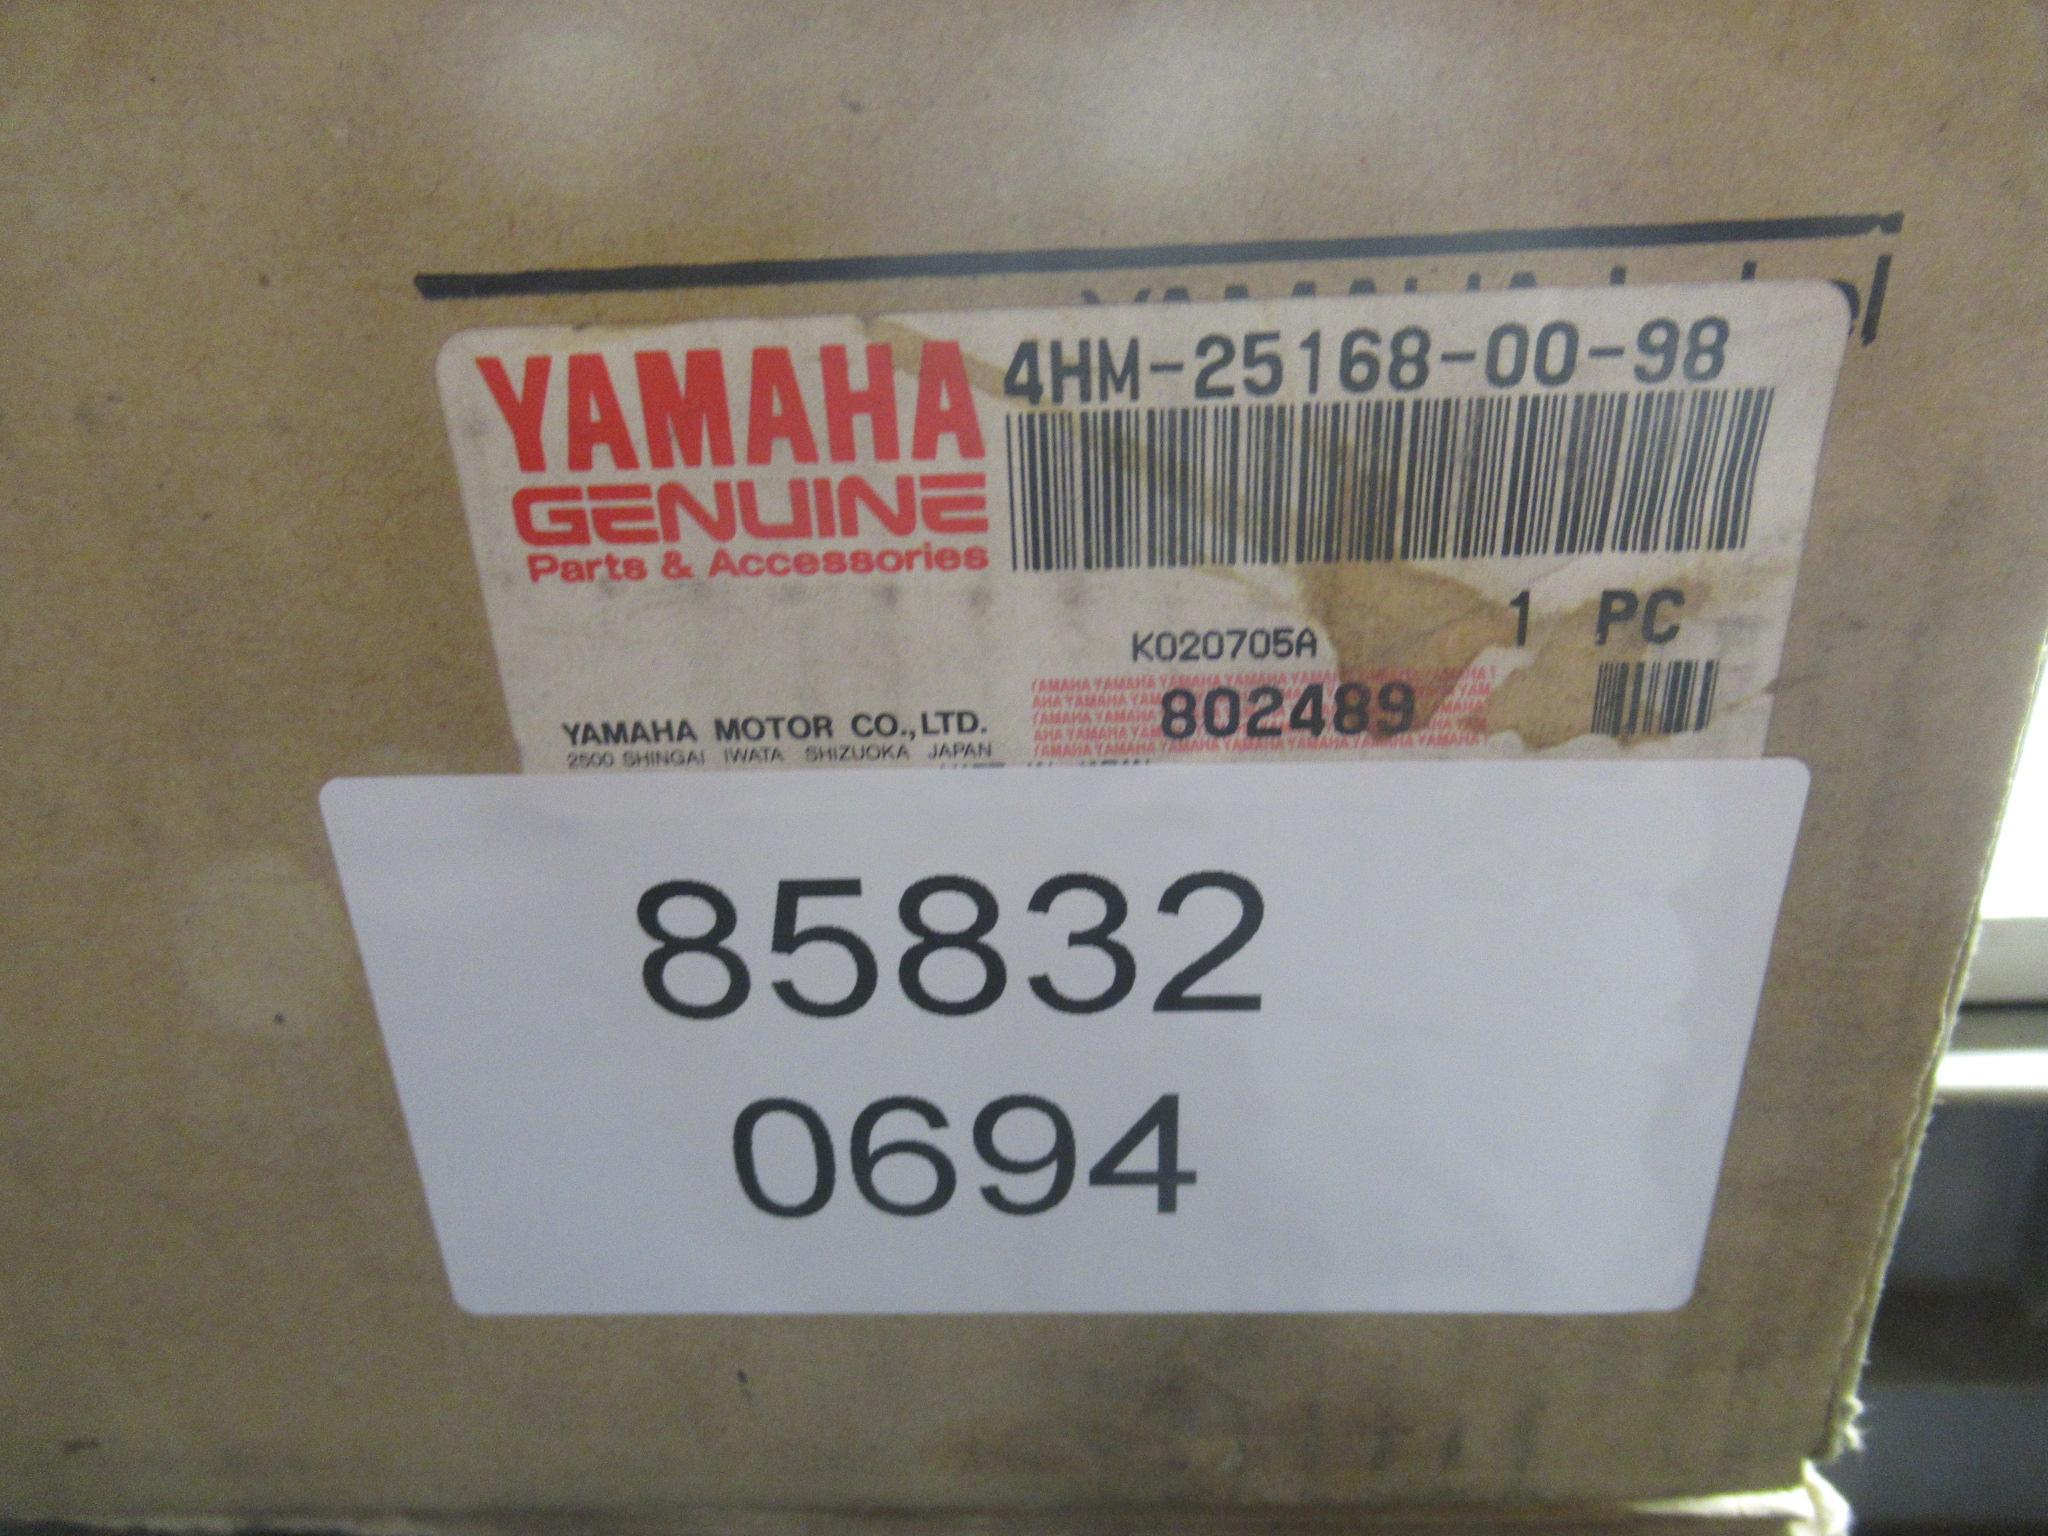 YAMAHA
GENUINE
Parts & Accessories
4HM-25168-00-98
1 PC
K020705A
802489
YAMAHA MOTOR CO., LTD.
2500 SHINGAI IWATA SHIZUOKA JAPAN
85832
0694